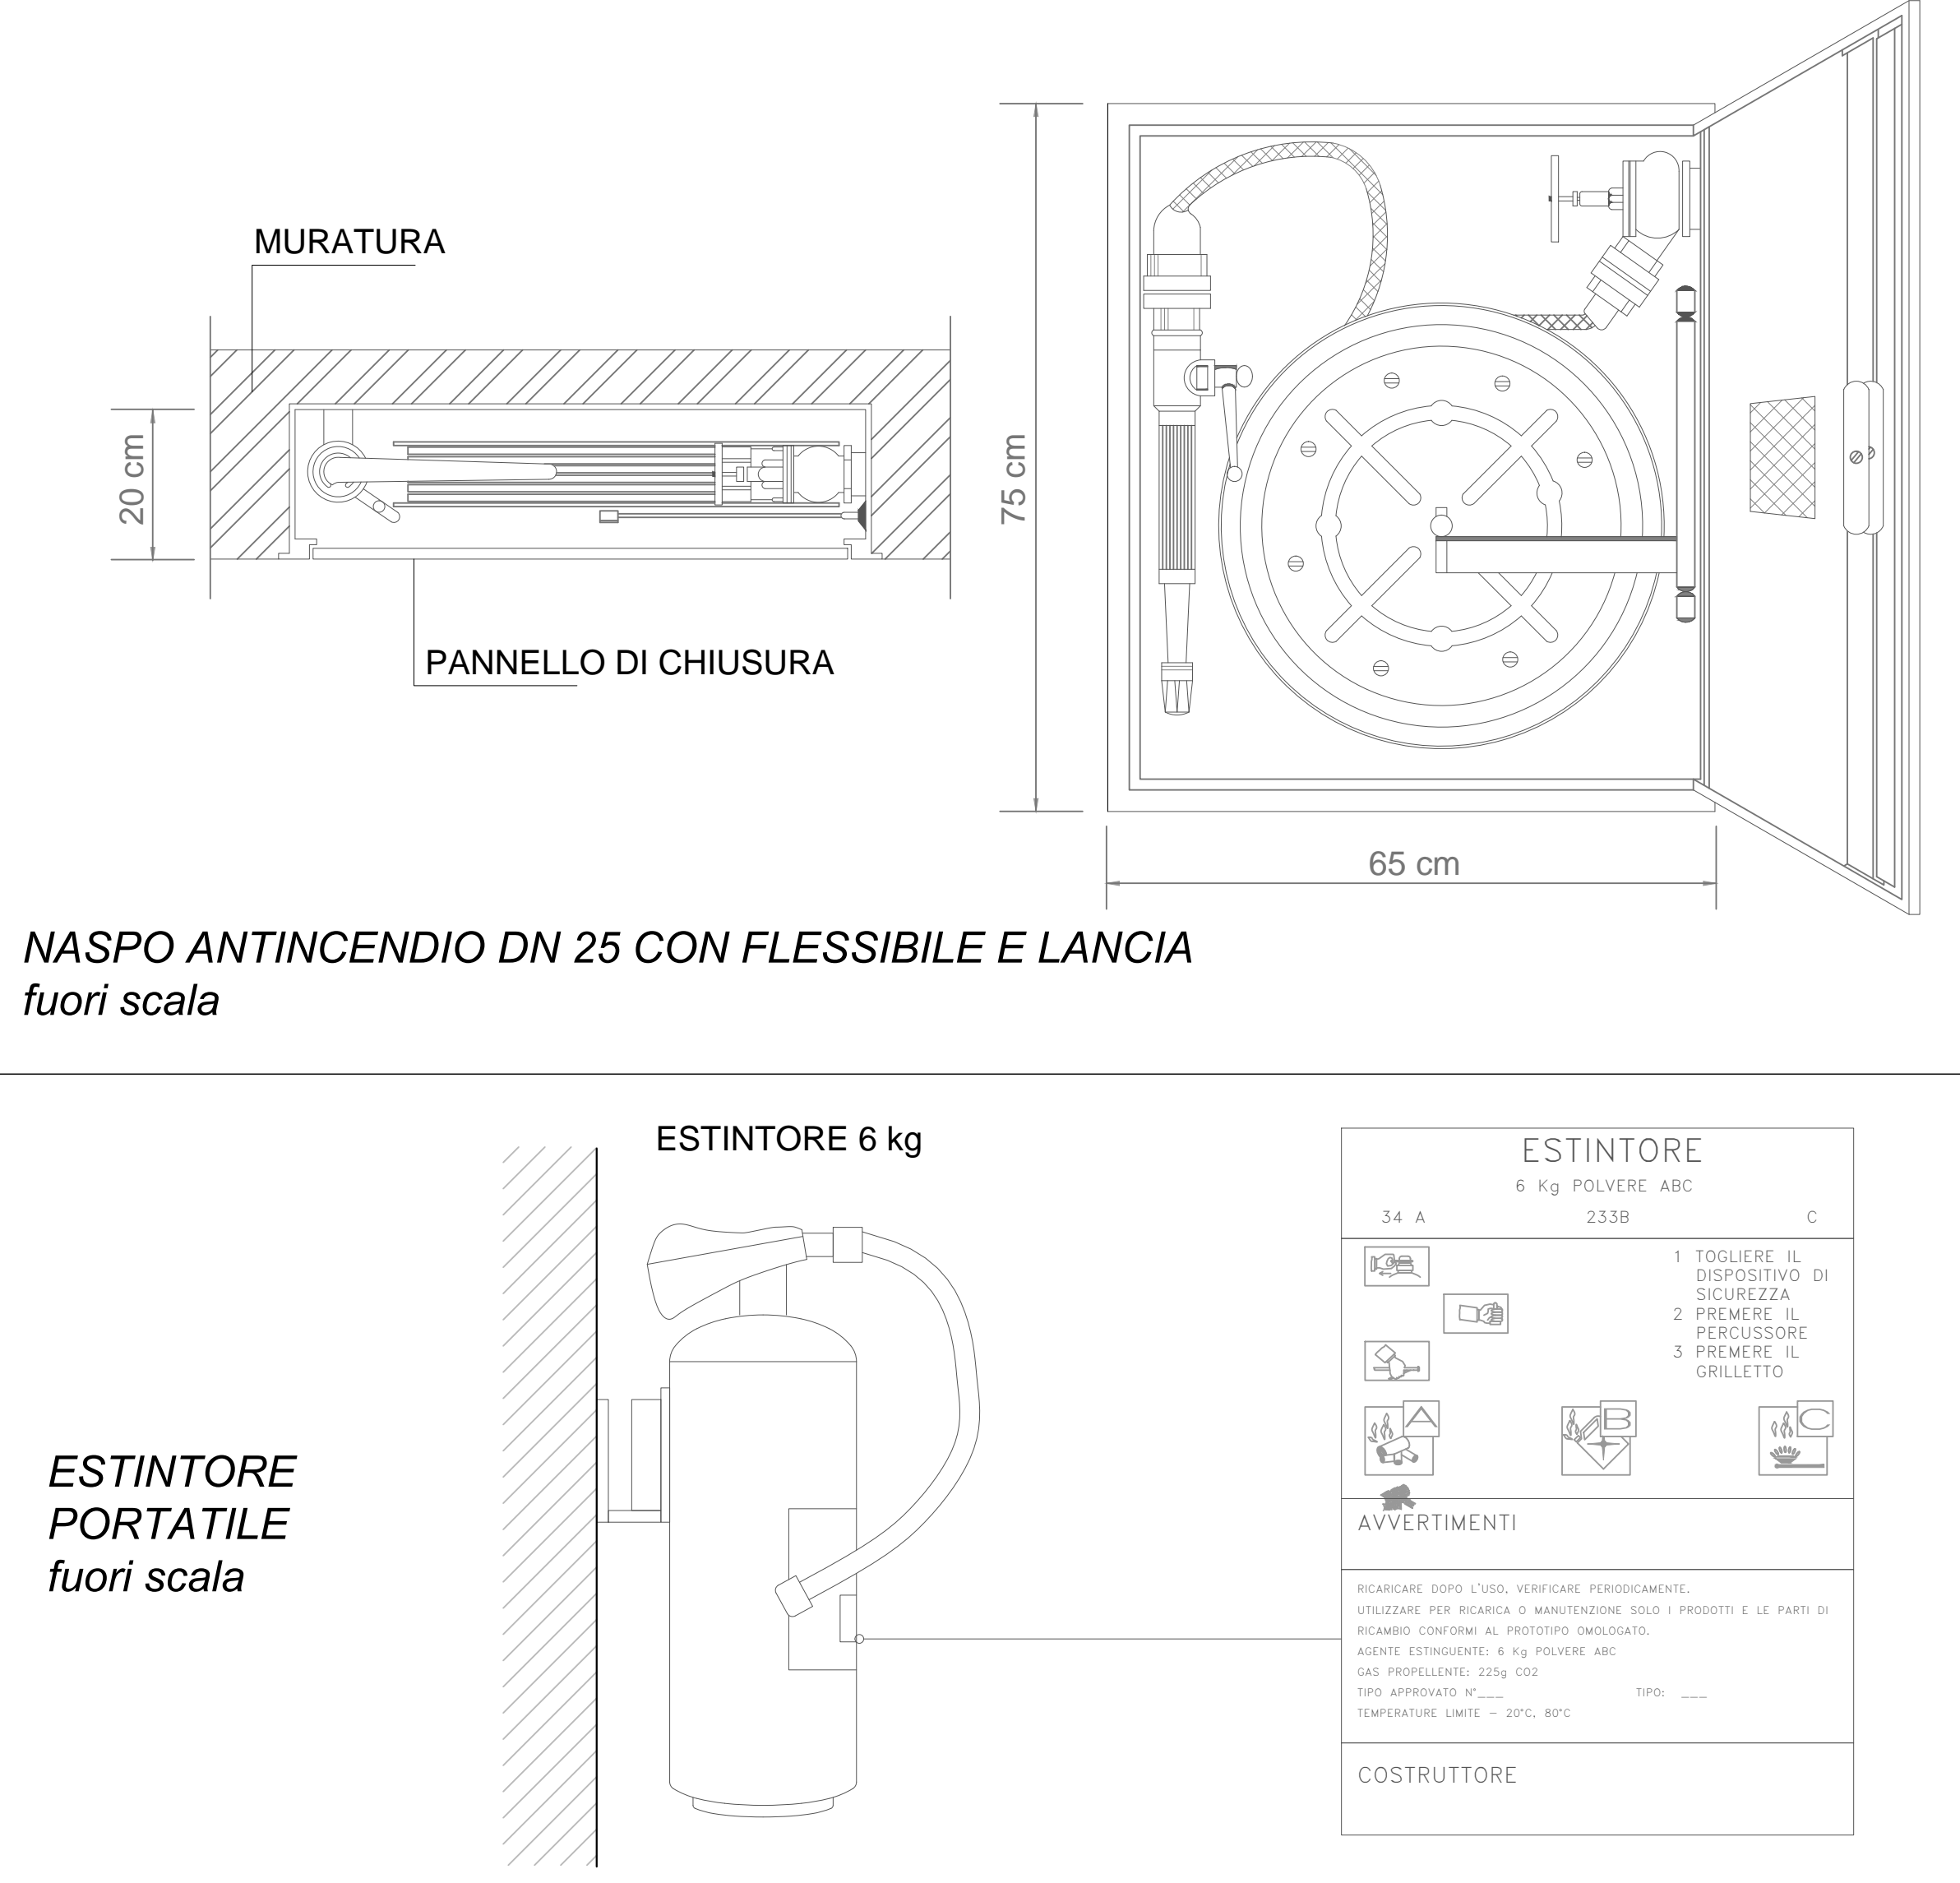 MURATURA
20 cm
PANNELLO DI CHIUSURA
75 cm
65 cm
NASPO ANTINCENDIO DN 25 CON FLESSIBILE E LANCIA
fuori scala
ESTINTORE 6 kg
ESTINTORE
PORTATILE
fuori scala
ESTINTORE
6 Kg POLVERE ABC
34 A 233B C
1 TOGLIERE IL
DISPOSITIVO DI
SICUREZZA
2 PREMERE IL
PERCUSSORE
3 PREMERE IL
GRILLETTO
A B C
AVVERTIMENTI
RICARICARE DOPO L'USO, VERIFICARE PERIODICAMENTE.
UTILIZZARE PER RICARICA O MANUTENZIONE SOLO I PRODOTTI E LE PARTI DI
RICAMBIO CONFORMI AL PROTOTIPO OMOLOGATO.
AGENTE ESTINGUENTE: 6 Kg POLVERE ABC
GAS PROPELLENTE: 225g CO2
TIPO APPROVATO N°___ TIPO: ___
TEMPERATURE LIMITE – 20°C, 80°C
COSTRUTTORE